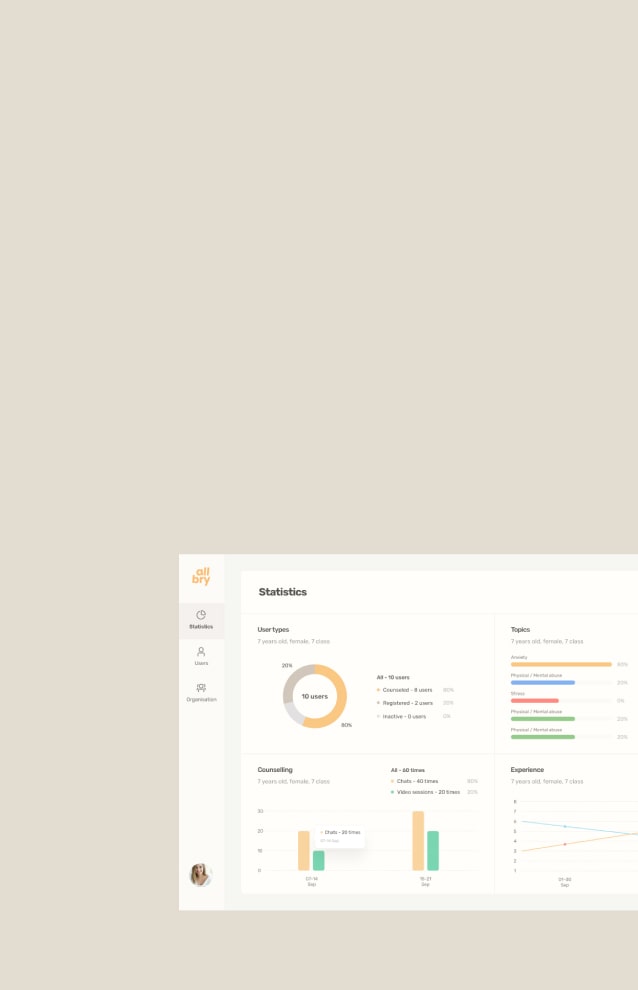 all
bry
Statistics
Users
Organisation
Statistics
User types
7 years old, female, 7 class
20%
10 users
80%
All - 10 users
Counseled - 8 users 80%
Registered - 2 users 20%
Inactive - 0 users 0%
Topics
7 years old, female, 7 class
Anxiety
80%
Physical / Mental abuse
20%
Stress
0%
Physical / Mental abuse
20%
Physical / Mental abuse
20%
Counselling
7 years old, female, 7 class
All - 60 times
Chats - 40 times 80%
Video sessions - 20 times 20%
30
20
10
0
Chats - 20 times
Sep
15-21
Sep
Experience
7 years old, female, 7 class
8
7
6
5
4
3
2
1
Sep